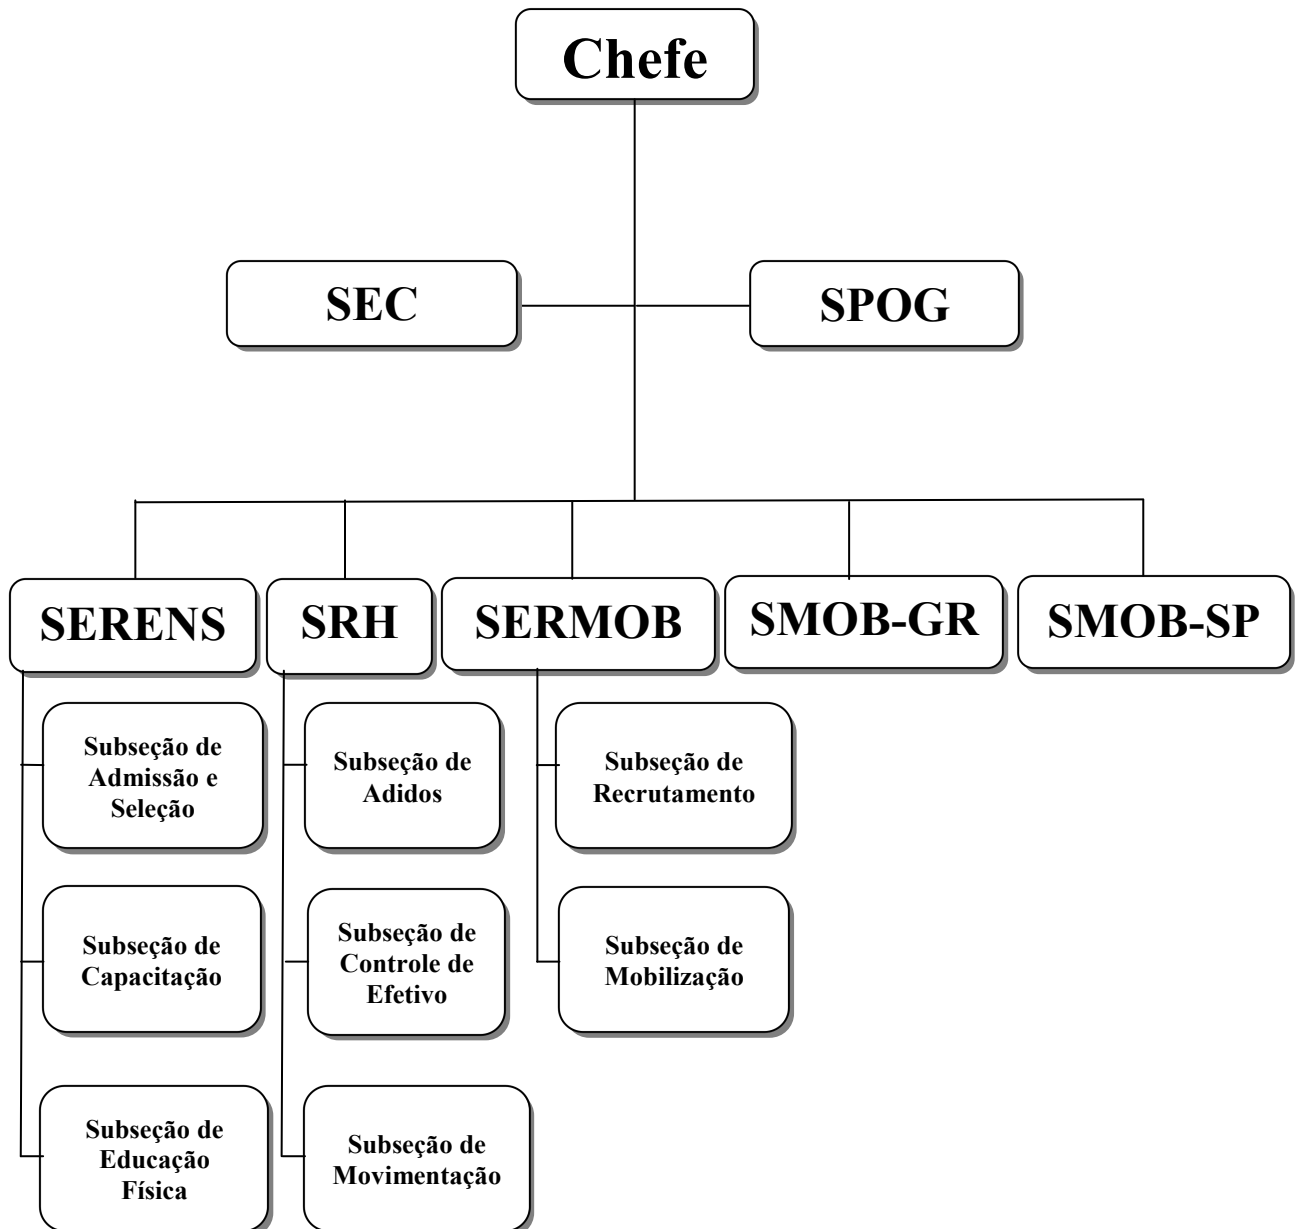 Chefe
SEC
SPOG
SERENS
SRH
SERMOB
SMOB-GR
SMOB-SP
Subseção de
Admissão e
Seleção
Subseção de
Adidos
Subseção de
Recrutamento
Subseção de
Capacitação
Subseção de
Controle de
Efetivo
Subseção de
Mobilização
Subseção de
Educação
Física
Subseção de
Movimentação